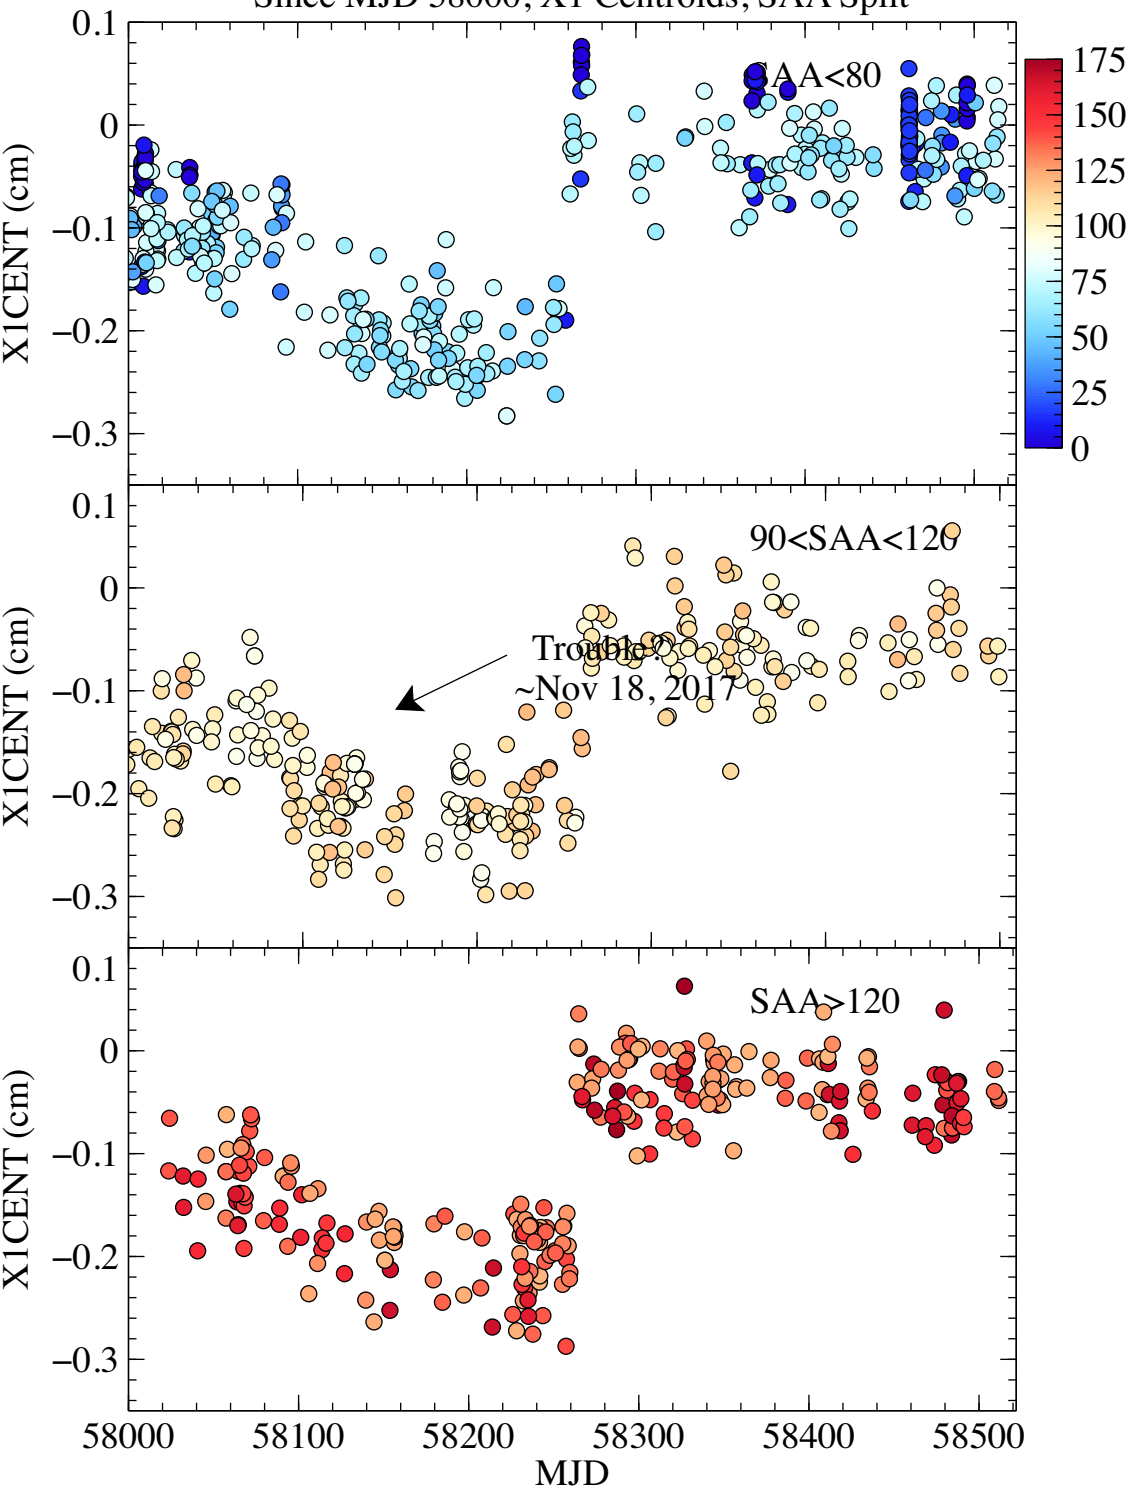 Since MJD 58000, X1 Centroids, SAA Split
0.1
0
−0.1
−0.2
−0.3
X1CENT (cm)
SAA<80
175
150
125
100
75
50
25
0
0.1
0
−0.1
−0.2
−0.3
X1CENT (cm)
90<SAA<120
Trouble?
~Nov 18, 2017
0.1
0
−0.1
−0.2
−0.3
X1CENT (cm)
SAA>120
58000 58100 58200 58300 58400 58500
MJD